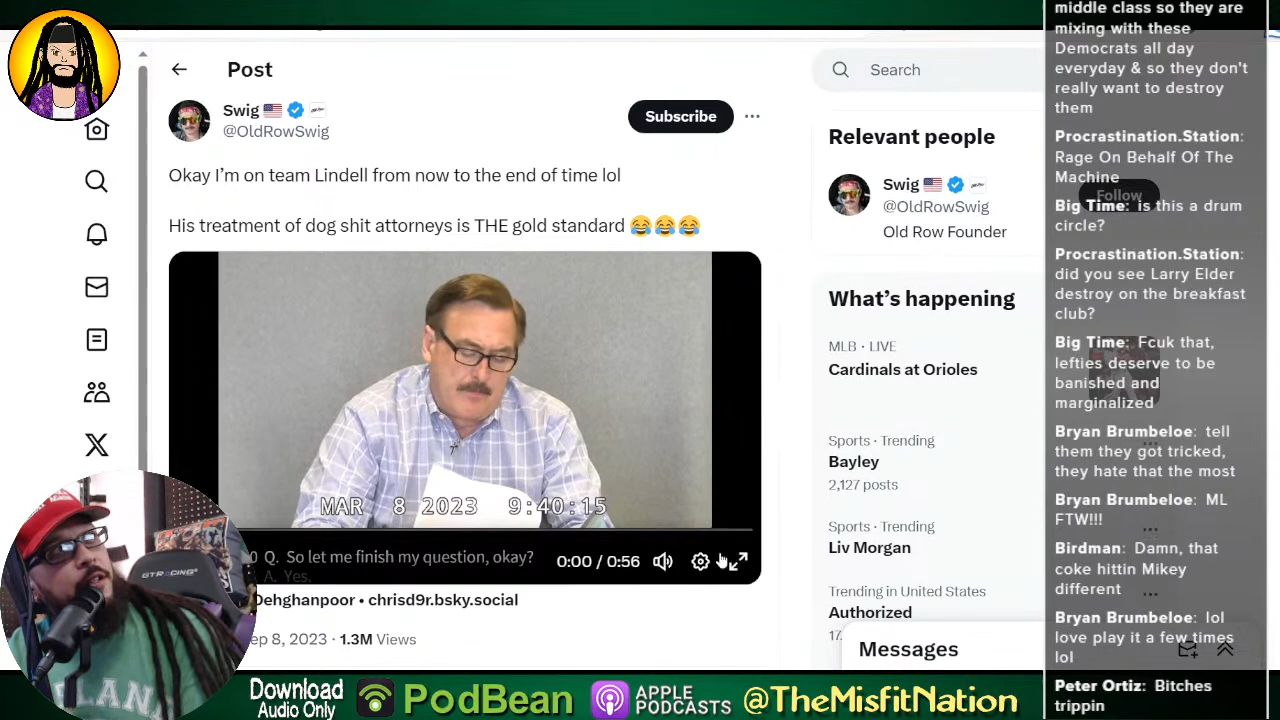 Post
Swig
@OldRowSwig
Subscribe
Okay I'm on team Lindell from now to the end of time lol
His treatment of dog shit attorneys is THE gold standard 😂😂😂
MAR 8 2023 9:40:15
0 Q. So let me finish my question, okay?
A. Yes.
0:00 / 0:56
Dehghanpoor • chrisd9r.bsky.social
ep 8, 2023 · 1.3M Views
Search
Relevant people
Swig
@OldRowSwig
Old Row Founder
Follow
What's happening
MLB · LIVE
Cardinals at Orioles
Sports · Trending
Bayley
2,127 posts
Sports · Trending
Liv Morgan
Trending in United States
Authorized
Messages
middle class so they are
mixing with these
Democrats all day
everyday & so they don't
really want to destroy
them
Procrastination.Station:
Rage On Behalf Of The
Machine
Big Time: is this a drum
circle?
Procrastination.Station:
did you see Larry Elder
destroy on the breakfast
club?
Big Time: Fcuk that,
lefties deserve to be
banished and
marginalized
Bryan Brumbeloe: tell
them they got tricked,
they hate that the most
Bryan Brumbeloe: ML
FTW!!!
Birdman: Damn, that
coke hittin Mikey
different
Bryan Brumbeloe: lol
love play it a few times
lol
Peter Ortiz: Bitches
trippin
GTRACING
Download
Audio Only
PodBean
APPLE
PODCASTS
@TheMisfitNation